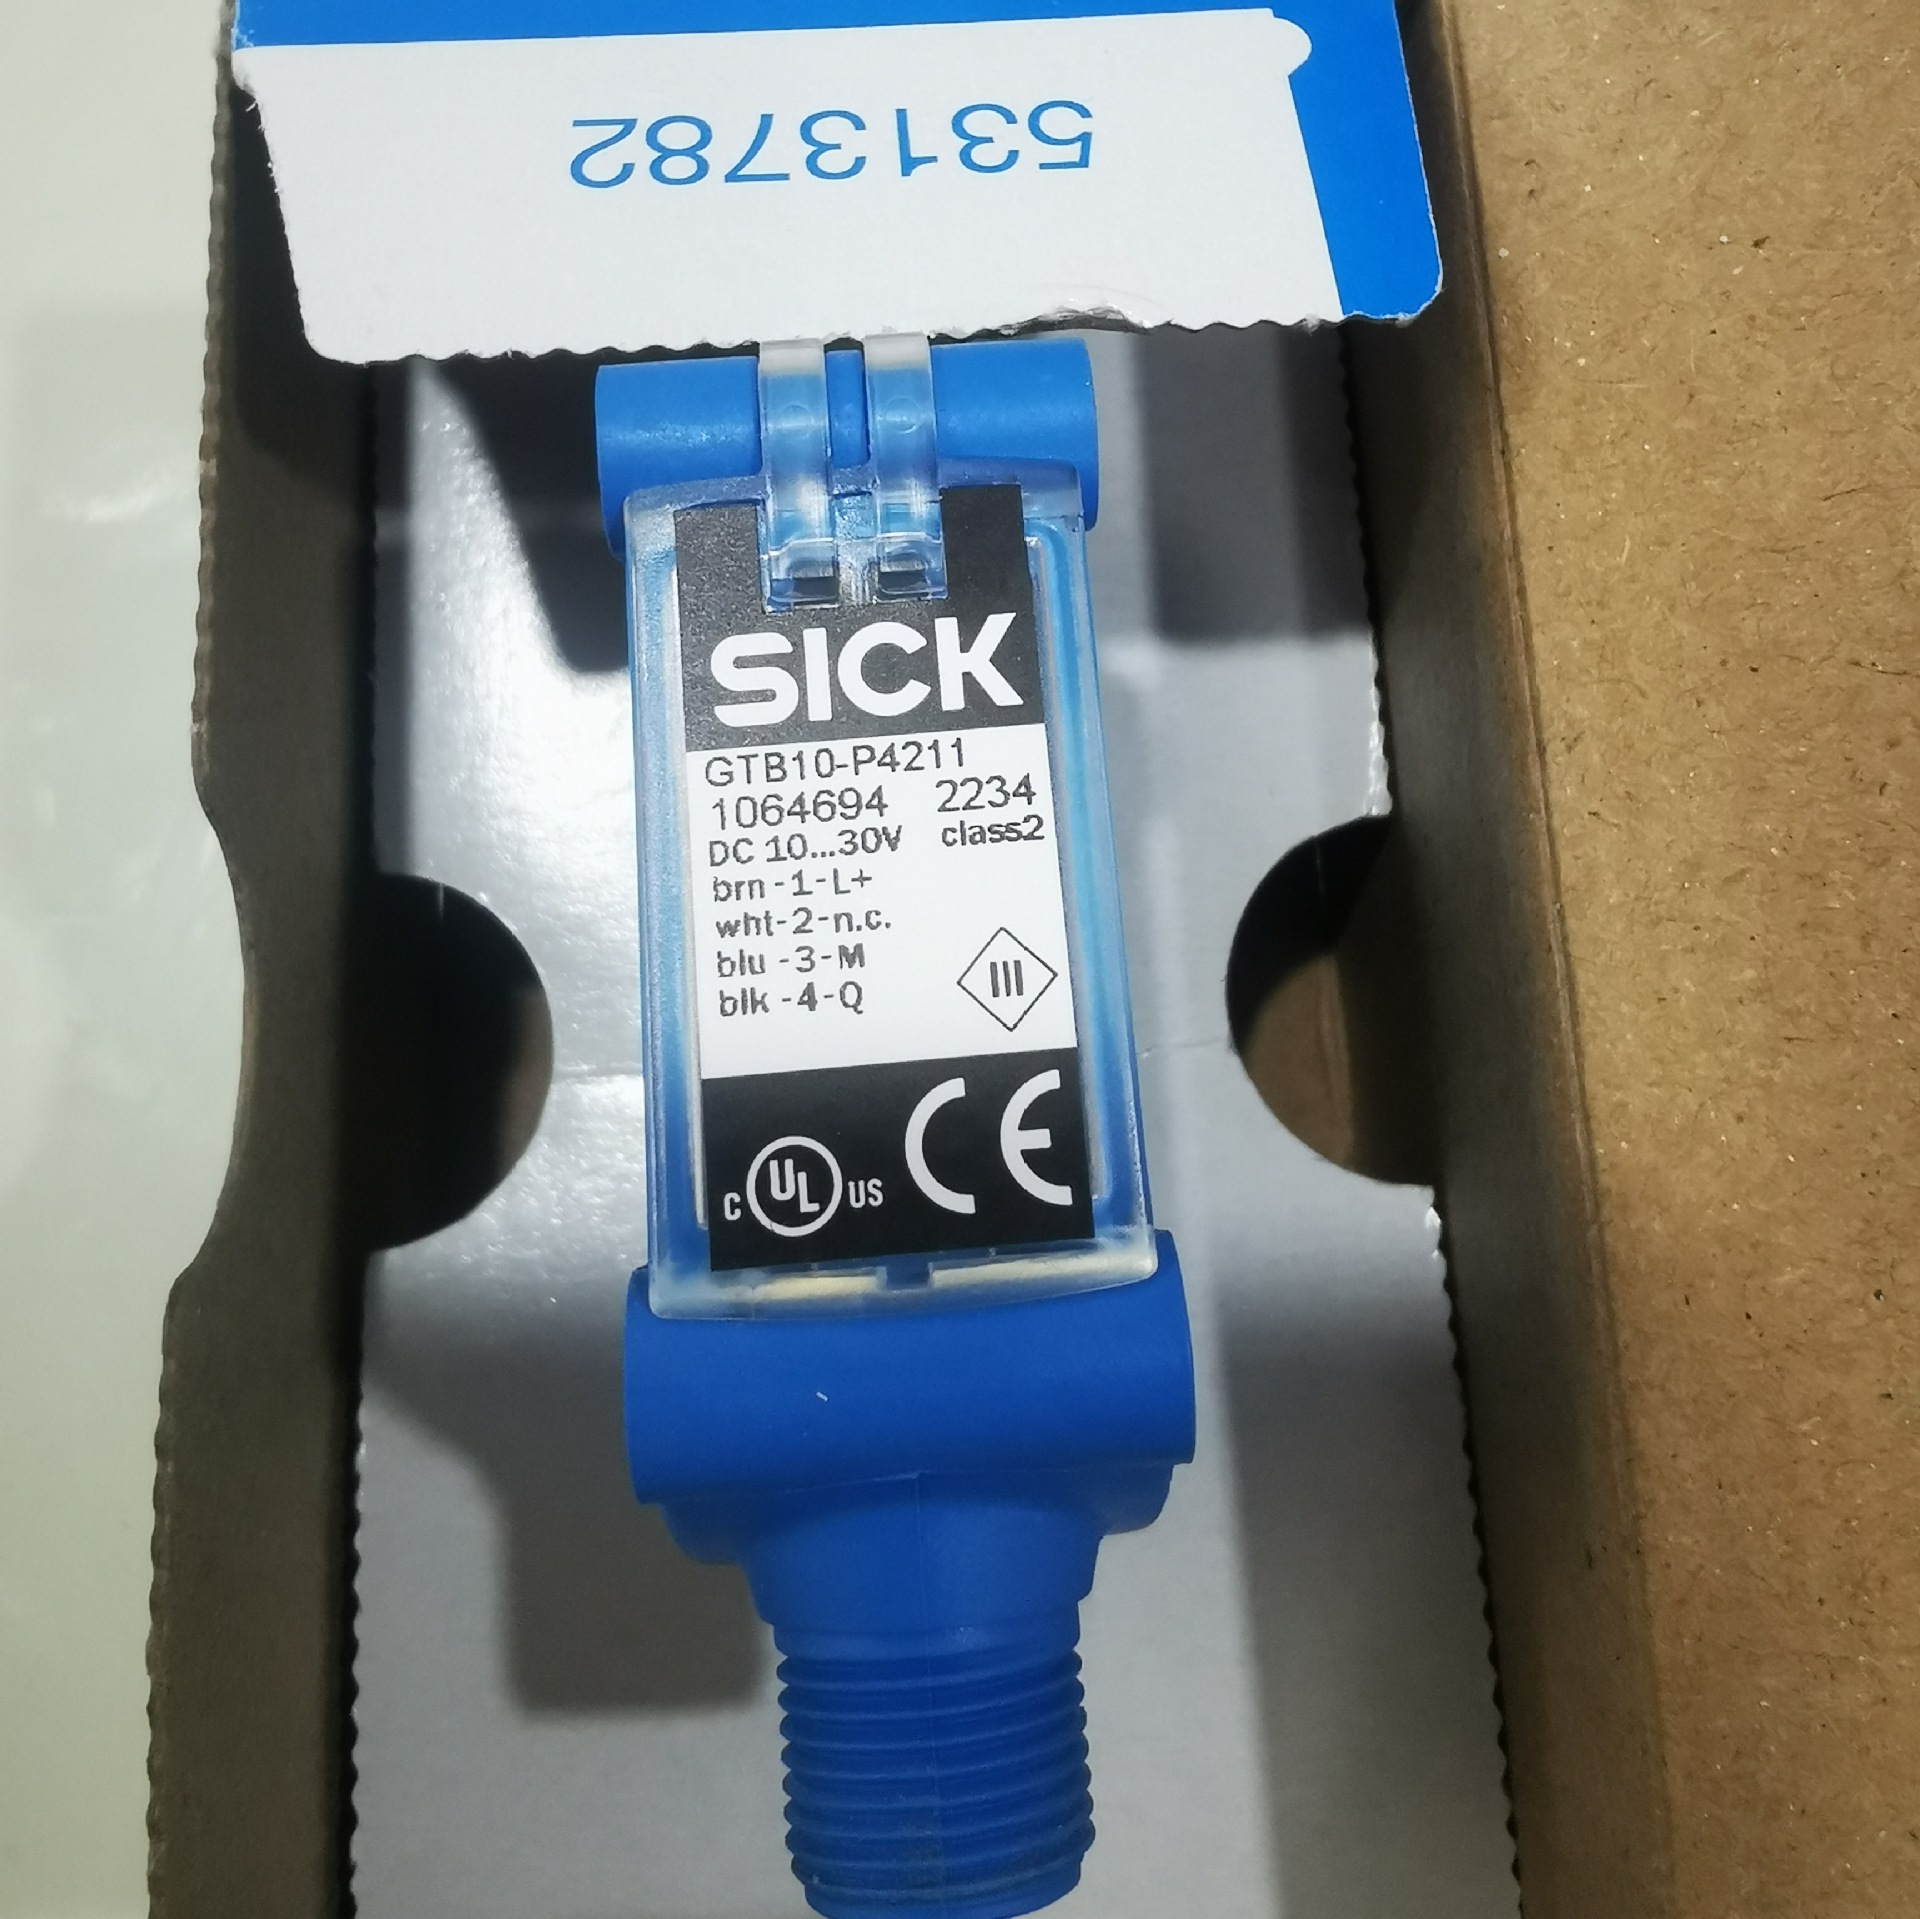 5313782
SICK
GTB10-P4211
1064694 2234
DC 10...30V class2
brn -1-L+
wht-2-n.c.
blu -3-M
blk -4-Q
III
C UL US CE